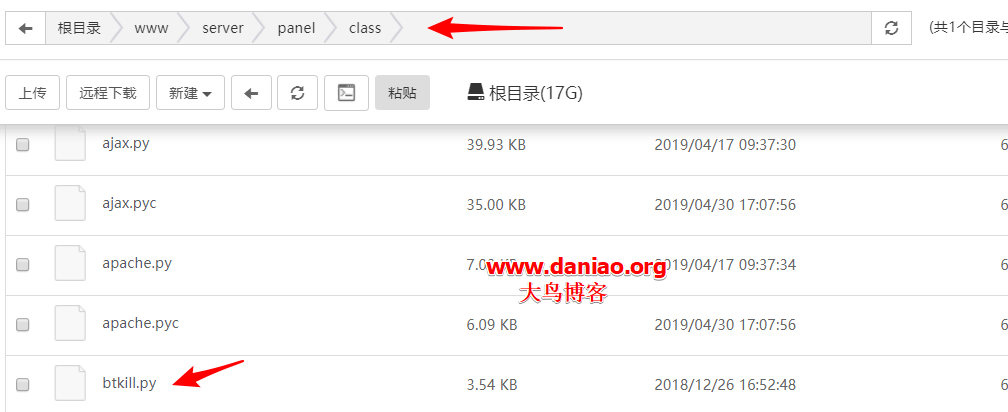 根目录 www server panel class (共1个目录与
上传 远程下载 新建 粘贴 根目录(17G)
ajax.py 39.93 KB 2019/04/17 09:37:30 6
ajax.pyc 35.00 KB 2019/04/30 17:07:56 6
apache.py 7.0 KB 2019/04/17 09:37:34 6
www.daniao.org
大鸟博客
apache.pyc 6.09 KB 2019/04/30 17:07:56 6
btkill.py 3.54 KB 2018/12/26 16:52:48 6